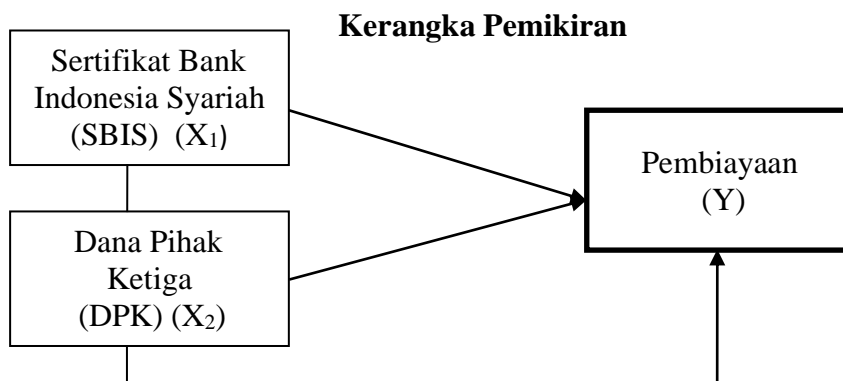 Kerangka Pemikiran
Sertifikat Bank
Indonesia Syariah
(SBIS) (X₁)
Pembiayaan
(Y)
Dana Pihak
Ketiga
(DPK) (X₂)